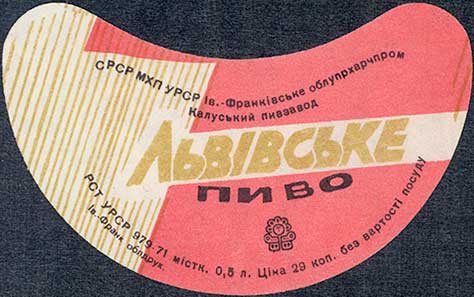 СРСР МХП УРСР Ів.-Франківське облупрхарчпром
Калуський пивзавод
ЛЬВІВСЬКЕ
ПИВО
РСТ УРСР 979-71 містк. 0,5 л. Ціна 29 коп. без вартості посуду
Ів.-Франк облдрук.